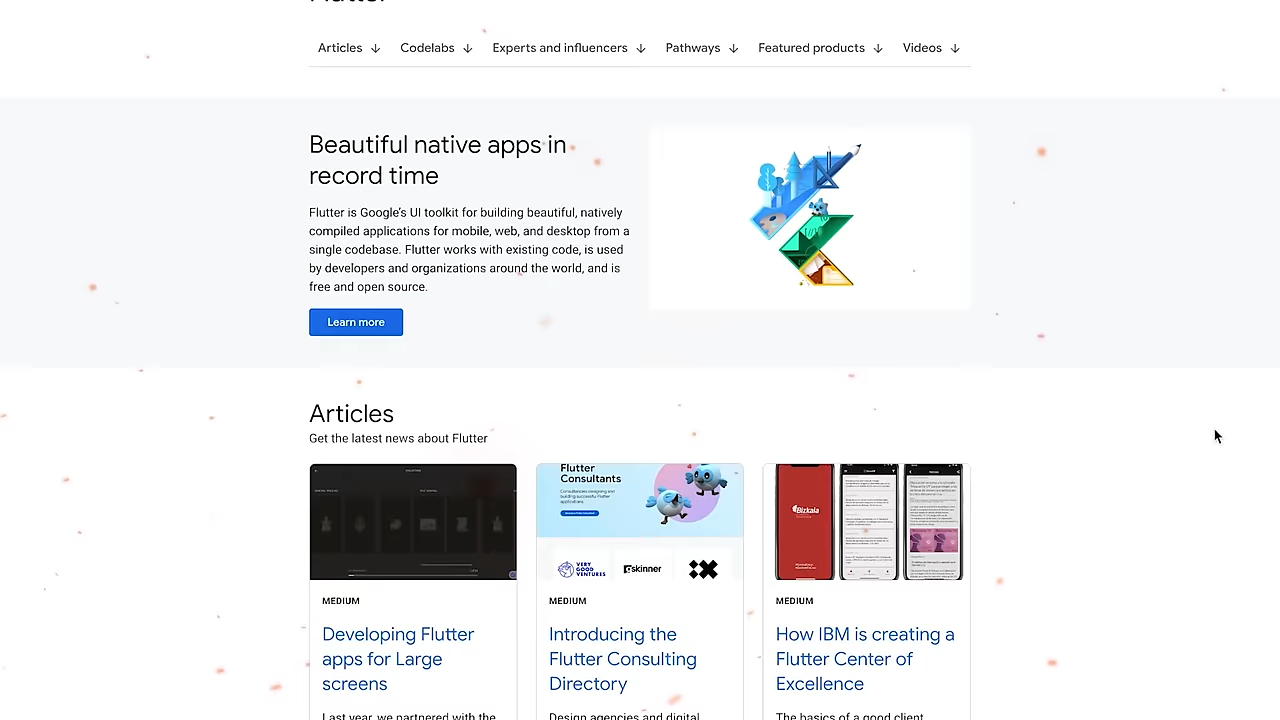 Articles
Codelabs
Experts and influencers
Pathways
Featured products
Videos
Beautiful native apps in
record time
Flutter is Google’s UI toolkit for building beautiful, natively
compiled applications for mobile, web, and desktop from a
single codebase. Flutter works with existing code, is used
by developers and organizations around the world, and is
free and open source.
Learn more
Articles
Get the latest news about Flutter
Flutter
Consultants
Consultancies designing and
building successful Flutter
applications.
VERY
GOOD
VENTURES
gskinner
Bizkaia
MEDIUM
Developing Flutter
apps for Large
screens
Last year, we partnered with the
MEDIUM
Introducing the
Flutter Consulting
Directory
Design agencies and digital
MEDIUM
How IBM is creating a
Flutter Center of
Excellence
The basics of a good client